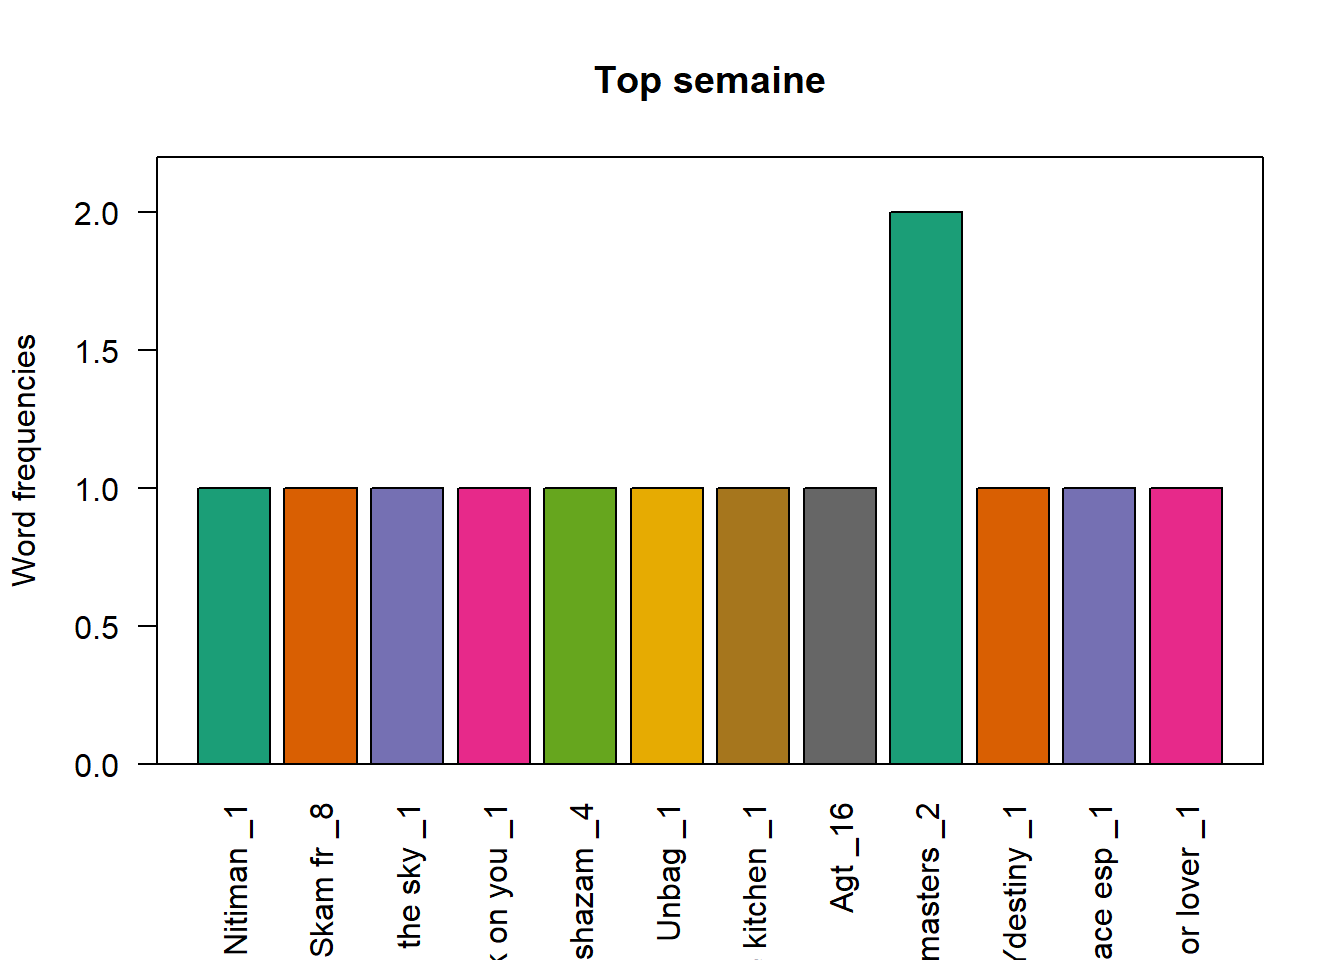 Top semaine
Word frequencies
2.0
1.5
1.0
0.5
0.0
Nitiman _1
Skam fr _8
the sky _1
on you _1
shazam _4
Unbag _1
kitchen _1
Agt _16
masters _2
Ydestiny _1
ace esp _1
or lover _1